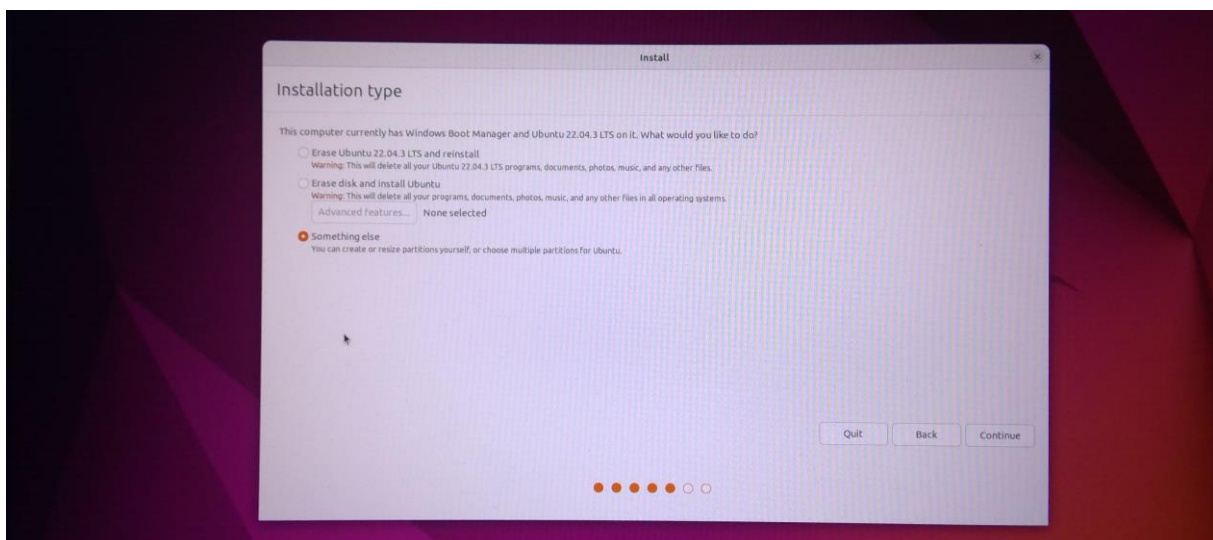 Install
Installation type
This computer currently has Windows Boot Manager and Ubuntu 22.04.3 LTS on it. What would you like to do?
Erase Ubuntu 22.04.3 LTS and reinstall
Warning: This will delete all your Ubuntu 22.04.3 LTS programs, documents, photos, music, and any other files.
Erase disk and install Ubuntu
Warning: This will delete all your programs, documents, photos, music, and any other files in all operating systems.
Advanced features... None selected
Something else
You can create or resize partitions yourself, or choose multiple partitions for Ubuntu.
Quit Back Continue